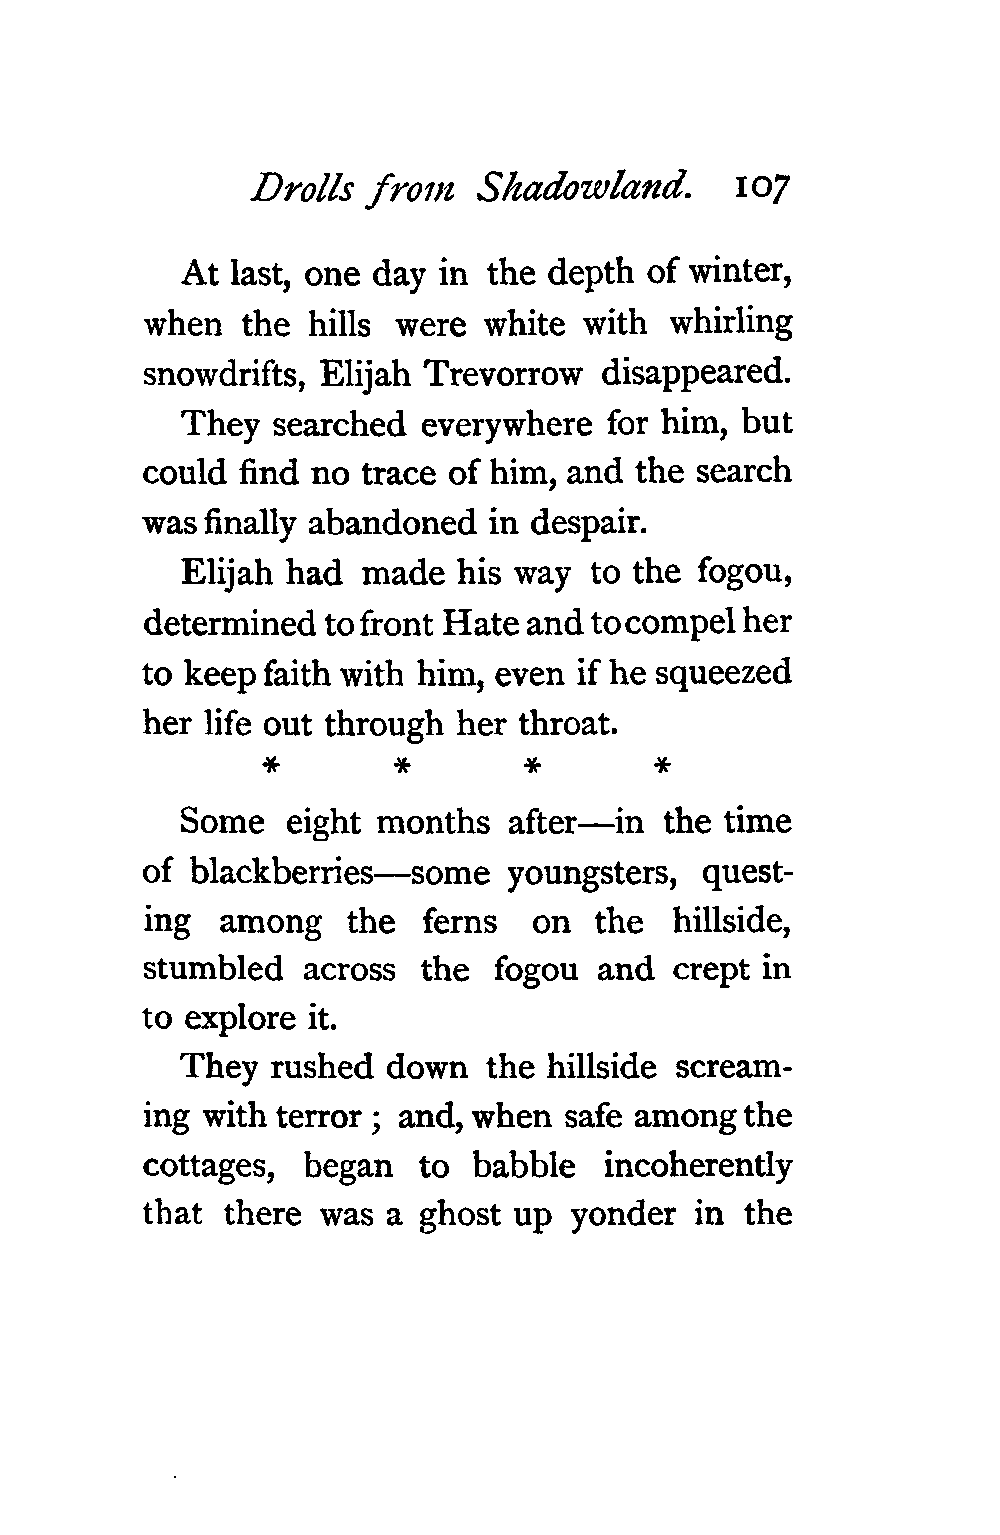 Drolls from Shadowland. 107
At last, one day in the depth of winter,
when the hills were white with whirling
snowdrifts, Elijah Trevorrow disappeared.
They searched everywhere for him, but
could find no trace of him, and the search
was finally abandoned in despair.
Elijah had made his way to the fogou,
determined to front Hate and to compel her
to keep faith with him, even if he squeezed
her life out through her throat.
* * * *
Some eight months after—in the time
of blackberries—some youngsters, quest-
ing among the ferns on the hillside,
stumbled across the fogou and crept in
to explore it.
They rushed down the hillside scream-
ing with terror ; and, when safe among the
cottages, began to babble incoherently
that there was a ghost up yonder in the